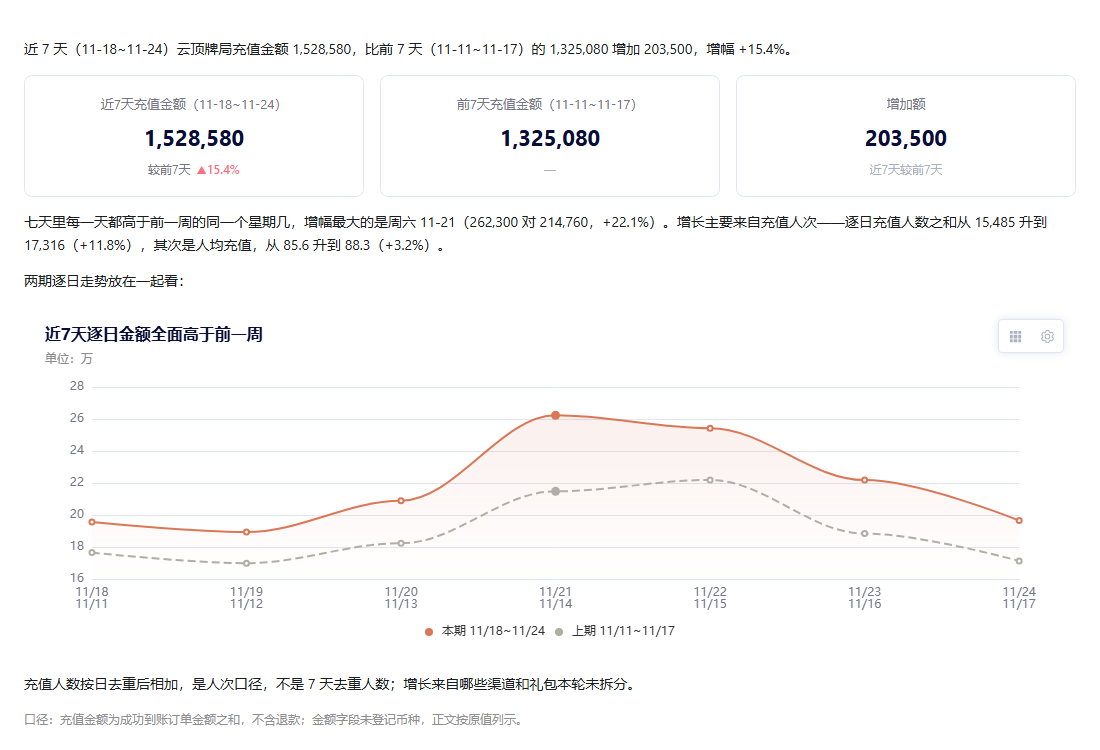 近 7 天（11-18~11-24）云顶牌局充值金额 1,528,580，比前 7 天（11-11~11-17）的 1,325,080 增加 203,500，增幅 +15.4%。
近7天充值金额（11-18~11-24）
1,528,580
较前7天 ▲15.4%
前7天充值金额（11-11~11-17）
1,325,080
—
增加额
203,500
近7天较前7天
七天里每一天都高于前一周的同一个星期几，增幅最大的是周六 11-21（262,300 对 214,760，+22.1%）。增长主要来自充值人次——逐日充值人数之和从 15,485 升到
17,316（+11.8%），其次是人均充值，从 85.6 升到 88.3（+3.2%）。
两期逐日走势放在一起看：
近7天逐日金额全面高于前一周
单位：万
28
26
24
22
20
18
16
11/18 11/19 11/20 11/21 11/22 11/23 11/24
11/11 11/12 11/13 11/14 11/15 11/16 11/17
本期 11/18~11/24 上期 11/11~11/17
充值人数按日去重后相加，是人次口径，不是 7 天去重人数；增长来自哪些渠道和礼包本轮未拆分。
口径：充值金额为成功到账订单金额之和，不含退款；金额字段未登记币种，正文按原值列示。